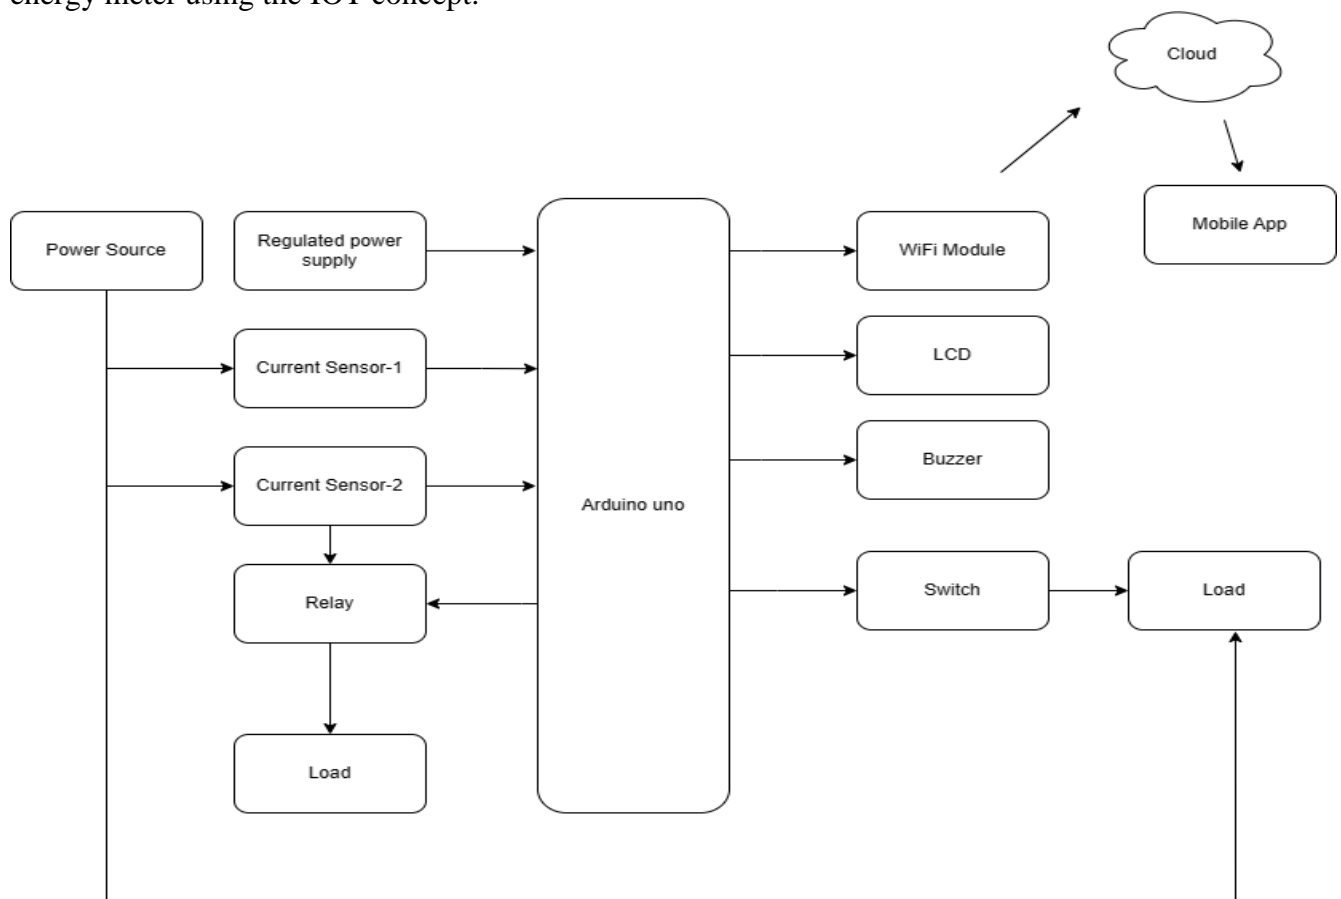 energy meter using the IOT concept.
Cloud
Mobile App
Power Source
Regulated power
supply
WiFi Module
Current Sensor-1
LCD
Current Sensor-2
Buzzer
Arduino uno
Relay
Switch
Load
Load